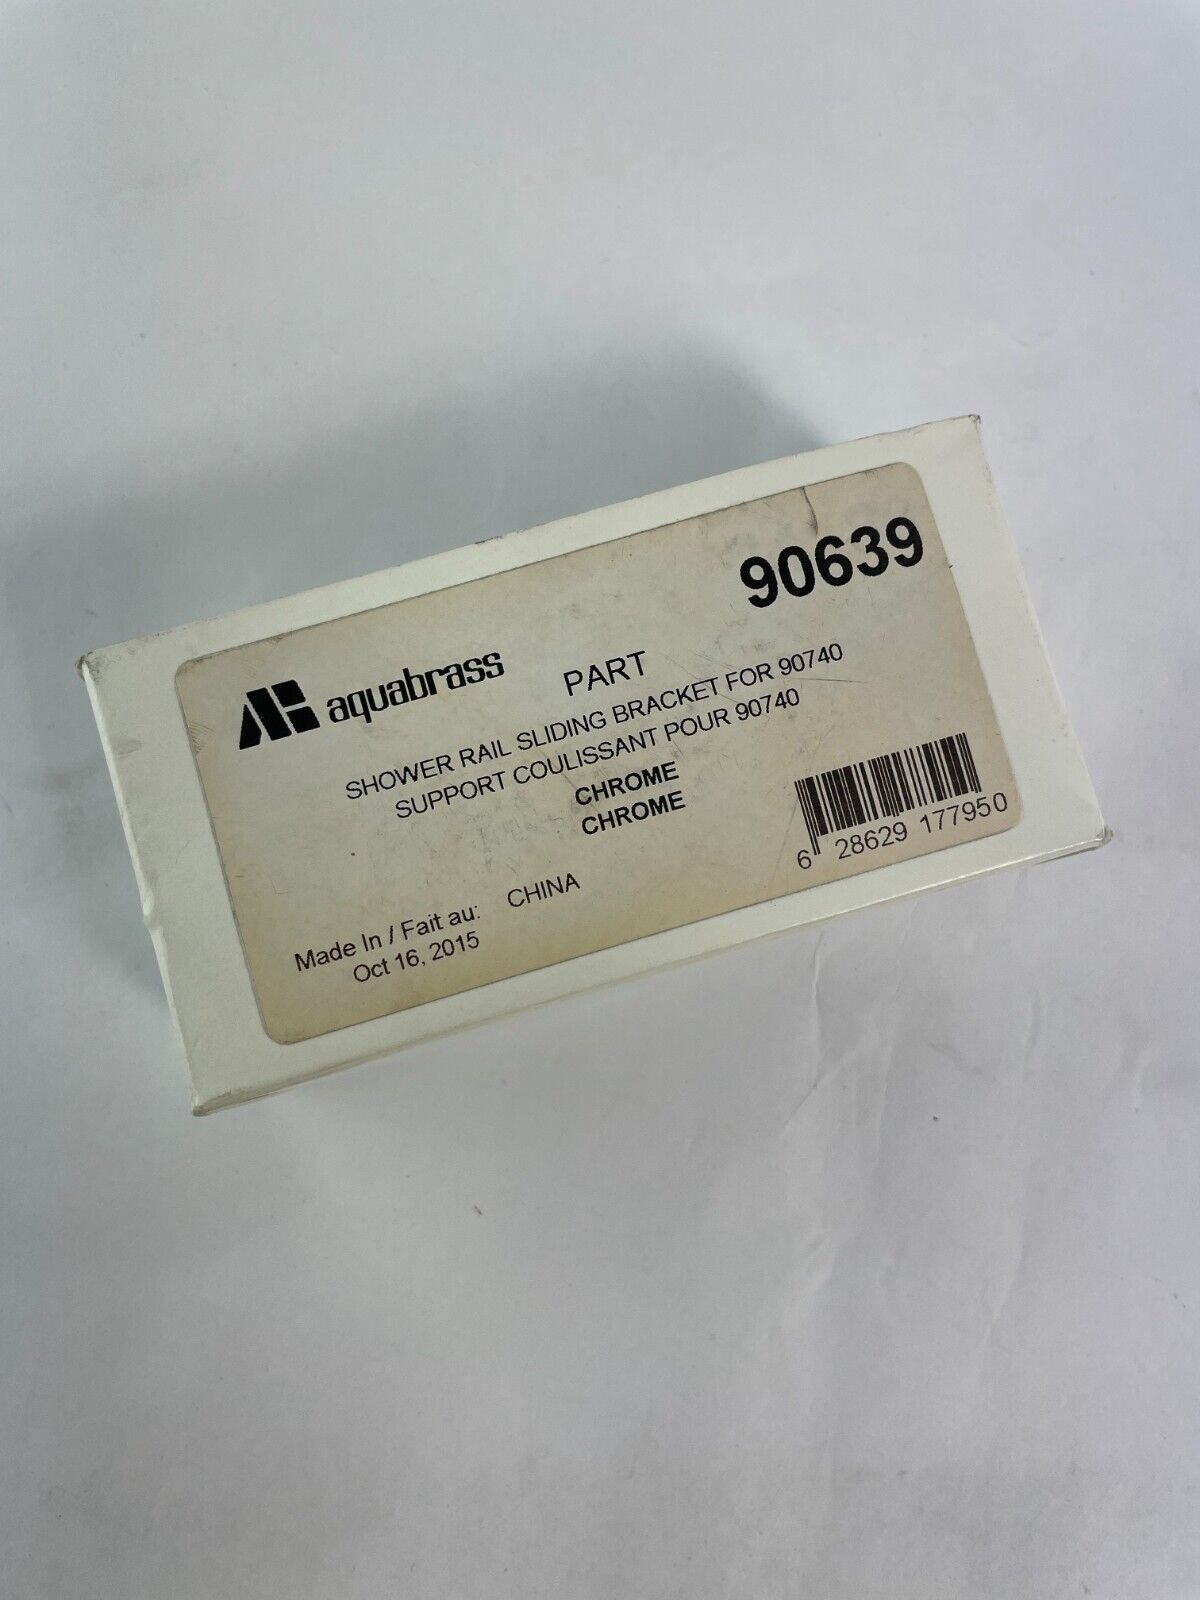 90639
aquabrass
PART
SHOWER RAIL SLIDING BRACKET FOR 90740
SUPPORT COULISSANT POUR 90740
CHROME
CHROME
6 28629 177950
Made In / Fait au: CHINA
Oct 16, 2015